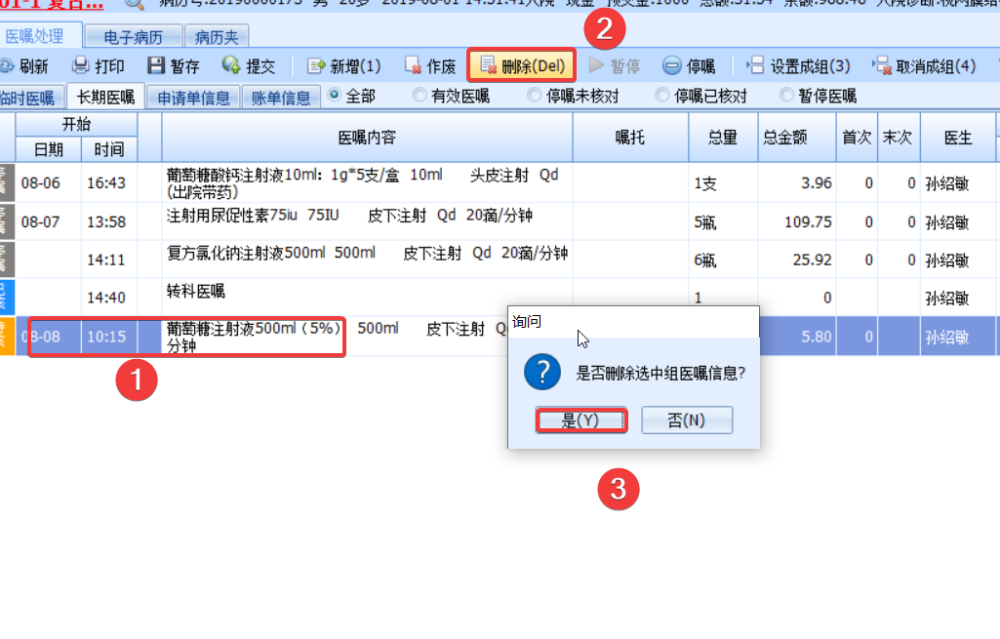 医嘱处理 电子病历 病历夹
刷新 打印 暂存 提交 新增(1) 作废 删除(Del) 暂停 停嘱 设置成组(3) 取消成组(4)
临时医嘱 长期医嘱 申请单信息 账单信息 全部 有效医嘱 停嘱未核对 停嘱已核对 暂停医嘱
2
开始 医嘱内容 嘱托 总量 总金额 首次 末次 医生
日期 时间
08-06 16:43 葡萄糖酸钙注射液10ml：1g*5支/盒 10ml 头皮注射 Qd 1支 3.96 0 0 孙绍敏
(出院带药)
08-07 13:58 注射用尿促性素75iu 75IU 皮下注射 Qd 20滴/分钟 5瓶 109.75 0 0 孙绍敏
14:11 复方氯化钠注射液500ml 500ml 皮下注射 Qd 20滴/分钟 6瓶 25.92 0 0 孙绍敏
14:40 转科医嘱 1 0 孙绍敏
08-08 10:15 葡萄糖注射液500ml（5%） 500ml 皮下注射 5.80 0 孙绍敏
分钟
1
询问
是否删除选中组医嘱信息?
是(Y) 否(N)
3